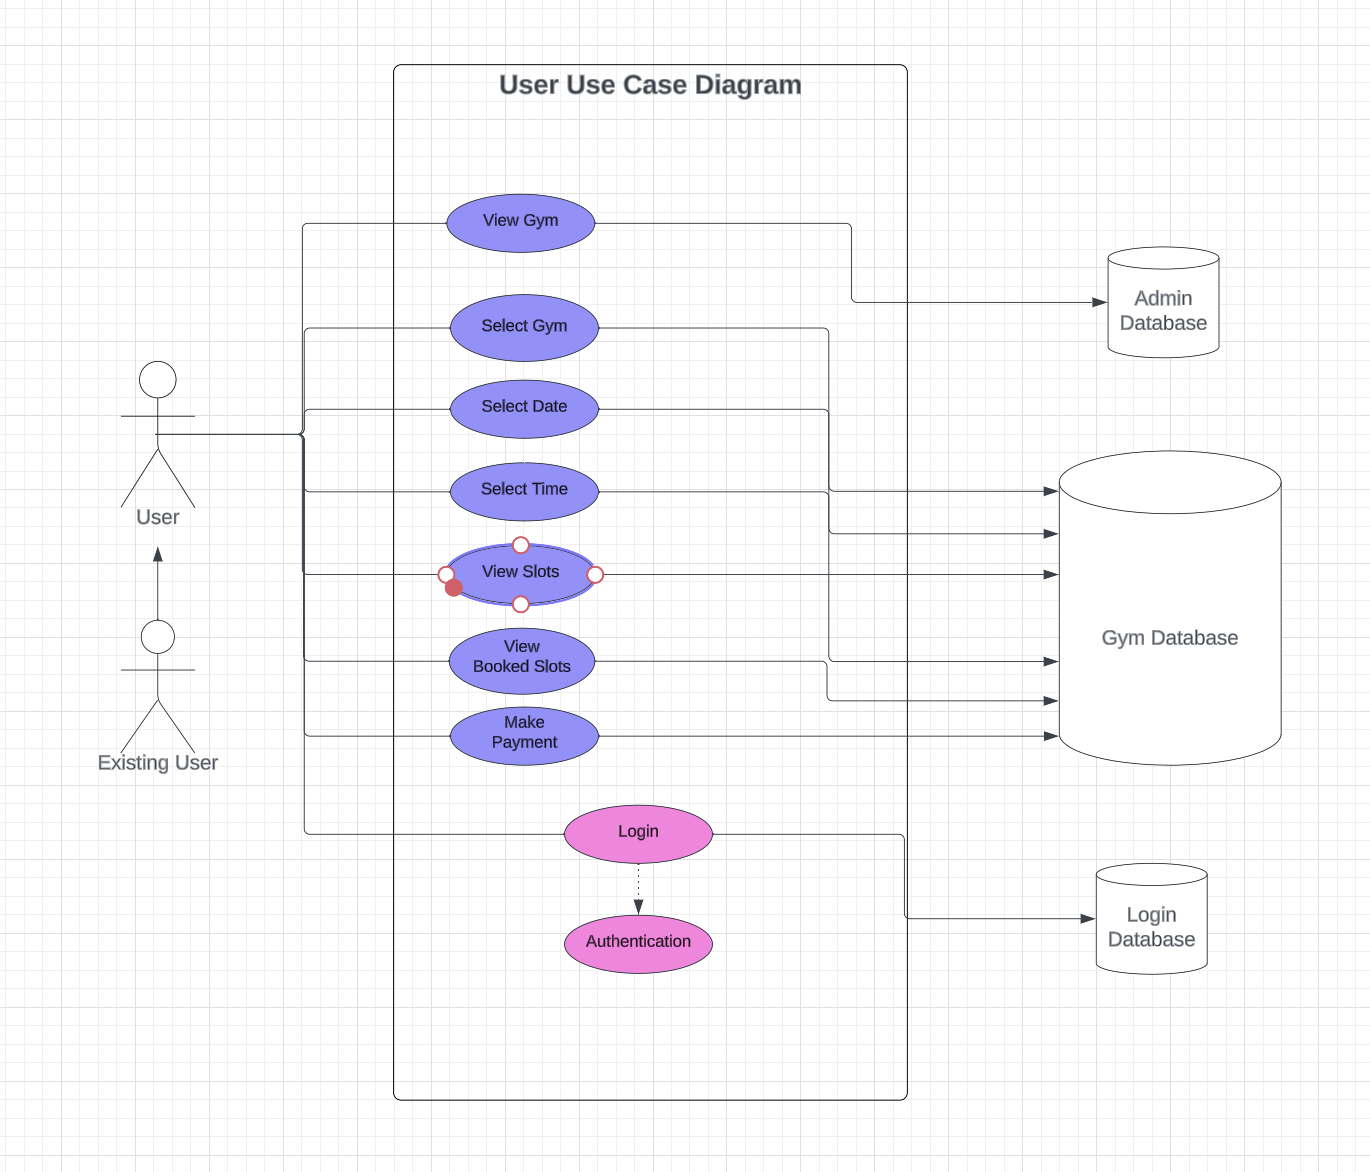 User Use Case Diagram
View Gym
Select Gym
Select Date
Select Time
View Slots
View
Booked Slots
Make
Payment
Login
Authentication
User
Existing User
Admin
Database
Gym Database
Login
Database